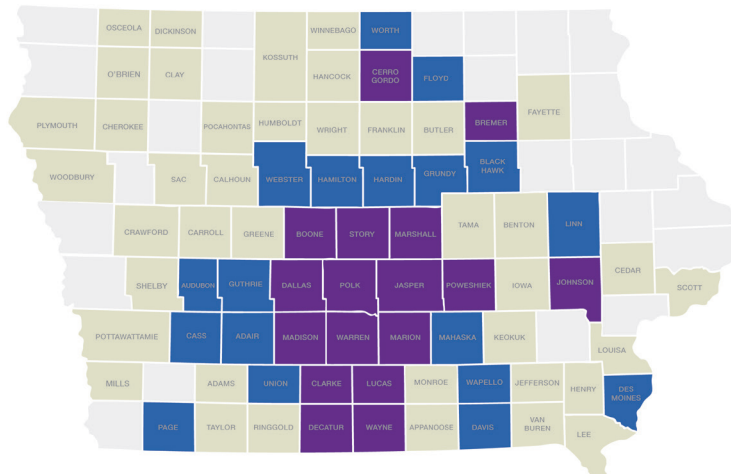 OSCEOLA
DICKINSON
WINNEBAGO
WORTH
KOSSUTH
O'BRIEN
CLAY
HANCOCK
CERRO
GORDO
FLOYD
PLYMOUTH
CHEROKEE
POCAHONTAS
HUMBOLDT
WRIGHT
FRANKLIN
BUTLER
BREMER
FAYETTE
WOODBURY
SAC
CALHOUN
WEBSTER
HAMILTON
HARDIN
GRUNDY
BLACK
HAWK
CRAWFORD
CARROLL
GREENE
BOONE
STORY
MARSHALL
TAMA
BENTON
LINN
SHELBY
AUDUBON
GUTHRIE
DALLAS
POLK
JASPER
POWESHIEK
IOWA
JOHNSON
CEDAR
SCOTT
POTTAWATTAMIE
CASS
ADAIR
MADISON
WARREN
MARION
MAHASKA
KEOKUK
LOUISA
MILLS
ADAMS
UNION
CLARKE
LUCAS
MONROE
WAPELLO
JEFFERSON
HENRY
DES
MOINES
PAGE
TAYLOR
RINGGOLD
DECATUR
WAYNE
APPANOOSE
DAVIS
VAN
BUREN
LEE